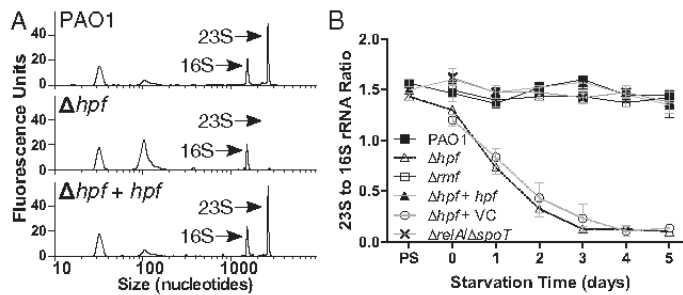 A
PAO1
40
20
0
23S
16S
Δhpf
40
20
0
23S
16S
Δhpf + hpf
40
20
0
23S
16S
Fluorescence Units
10 100 1000
Size (nucleotides)
B
23S to 16S rRNA Ratio
2.0
1.5
1.0
0.5
0.0
PAO1
Δhpf
Δrmf
Δhpf + hpf
Δhpf + VC
ΔrelA/ΔspoT
PS 0 1 2 3 4 5
Starvation Time (days)